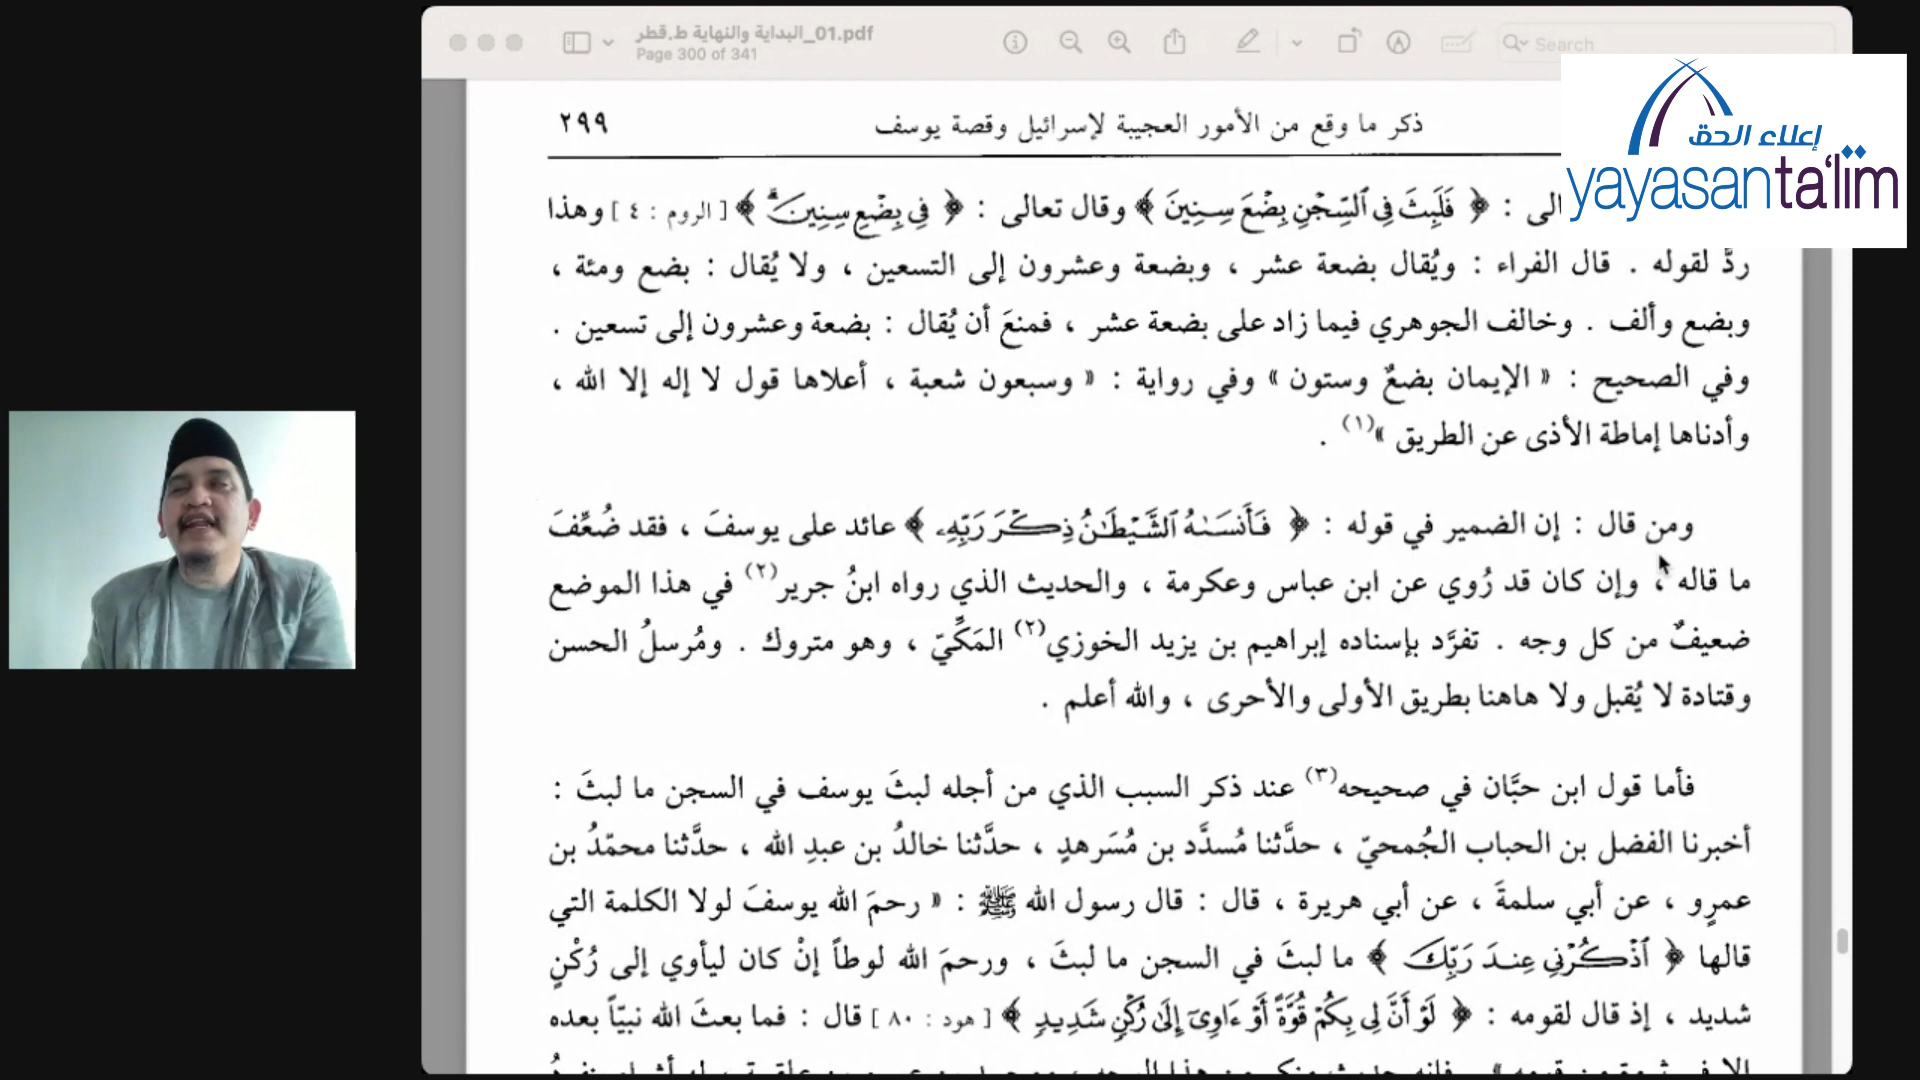 البداية والنهاية ط.قطر_01.pdf
Page 300 of 341
Search
إعلاء الحق
yayasan ta'lim
ذكر ما وقع من الأمور العجيبة لإسرائيل وقصة يوسف
٢٩٩
: ﴿ فَلَبِثَ فِي ٱلسِّجْنِ بِضْعَ سِنِينَ ﴾ وقال تعالى : ﴿ فِي بِضْعِ سِنِينَ ﴾ [ الروم : ٤ ] وهذا
ردٌّ لقوله . قال الفراء : ويُقال بضعة عشر ، وبضعة وعشرون إلى التسعين ، ولا يُقال : بضع ومئة ،
وبضع وألف . وخالف الجوهري فيما زاد على بضعة عشر ، فمنعَ أن يُقال : بضعة وعشرون إلى تسعين .
وفي الصحيح : « الإيمان بضعٌ وستون » وفي رواية : « وسبعون شعبة ، أعلاها قول لا إله إلا الله ،
وأدناها إماطة الأذى عن الطريق »(١) .
ومن قال : إن الضمير في قوله : ﴿ فَأَنسَىٰهُ ٱلشَّيْطَٰنُ ذِكْرَ رَبِّهِۦ ﴾ عائد على يوسفَ ، فقد ضُعِّفَ
ما قاله ، وإن كان قد رُوي عن ابن عباس وعكرمة ، والحديث الذي رواه ابنُ جرير(٢) في هذا الموضع
ضعيفٌ من كل وجه . تفرَّد بإسناده إبراهيم بن يزيد الخوزي(٢) المَكِّيّ ، وهو متروك . ومُرسلُ الحسن
وقتادة لا يُقبل ولا هاهنا بطريق الأولى والأحرى ، والله أعلم .
فأما قول ابن حبَّان في صحيحه(٣) عند ذكر السبب الذي من أجله لبثَ يوسف في السجن ما لبثَ :
أخبرنا الفضل بن الحباب الجُمحيّ ، حدَّثنا مُسدَّد بن مُسَرهدٍ ، حدَّثنا خالدُ بن عبدِ الله ، حدَّثنا محمّدُ بن
عمرٍو ، عن أبي سلمةَ ، عن أبي هريرة ، قال : قال رسول الله ﷺ : « رحمَ الله يوسفَ لولا الكلمة التي
قالها ﴿ ٱذْكُرْنِي عِندَ رَبِّكَ ﴾ ما لبثَ في السجن ما لبثَ ، ورحمَ الله لوطاً إنْ كان ليأوي إلى رُكْنٍ
شديد ، إذ قال لقومه : ﴿ لَوْ أَنَّ لِي بِكُمْ قُوَّةً أَوْ ءَاوِيٓ إِلَىٰ رُكْنٍ شَدِيدٍ ﴾ [ هود : ٨٠ ] قال : فما بعثَ الله نبيّاً بعده